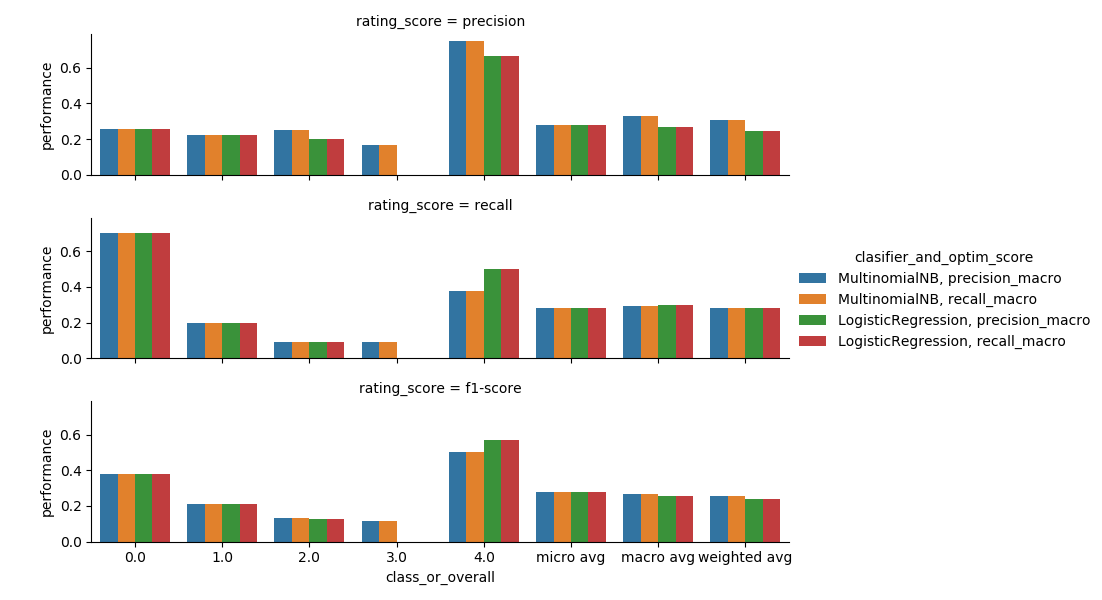 rating_score = precision
performance
0.6
0.4
0.2
0.0
rating_score = recall
performance
0.6
0.4
0.2
0.0
rating_score = f1-score
performance
0.6
0.4
0.2
0.0
0.0 1.0 2.0 3.0 4.0 micro avg macro avg weighted avg
class_or_overall
clasifier_and_optim_score
MultinomialNB, precision_macro
MultinomialNB, recall_macro
LogisticRegression, precision_macro
LogisticRegression, recall_macro